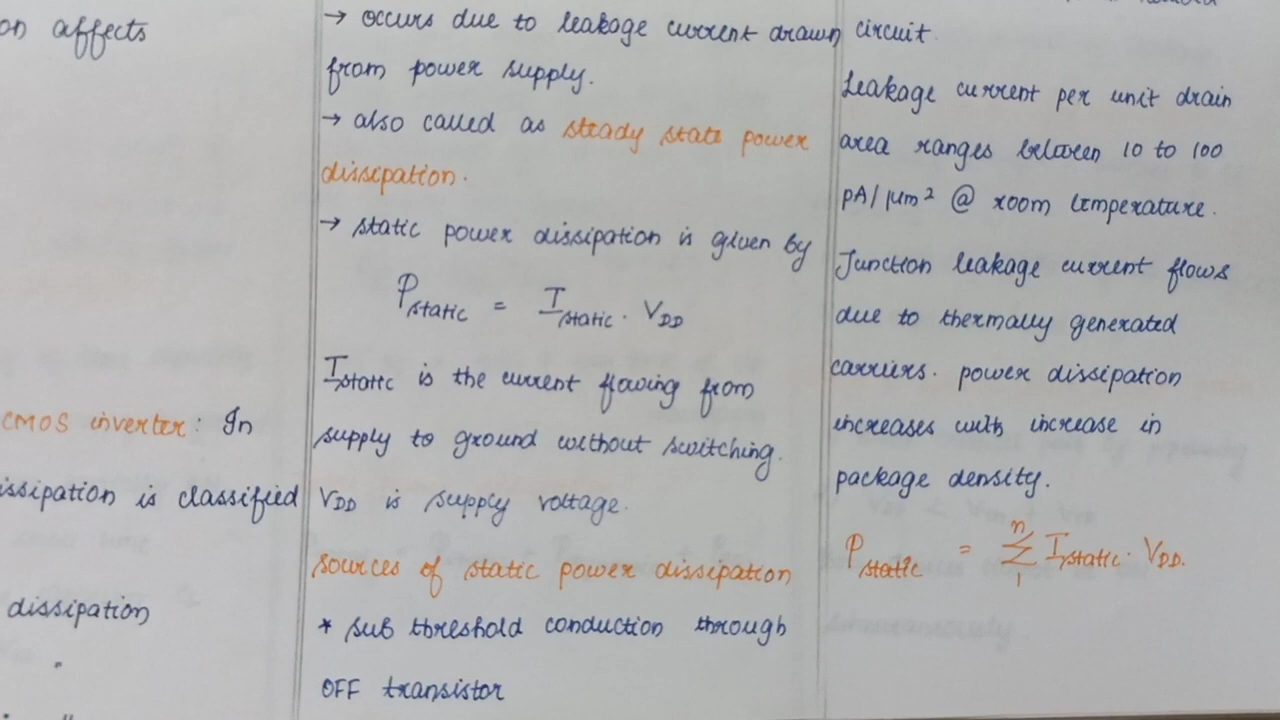 on affects
CMOS inverter: In
issipation is classified
dissipation
→ occurs due to leakage current drawn
from power supply.
→ also called as steady state power
dissipation.
→ static power dissipation is given by
Pstatic = Istatic . VDD
Istatic is the current flowing from
supply to ground without switching.
VDD is supply voltage.
sources of static power dissipation
* sub threshold conduction through
OFF transistor
circuit.
Leakage current per unit drain
area ranges between 10 to 100
pA/μm² @ room temperature.
Junction leakage current flows
due to thermally generated
carriers. power dissipation
increases with increase in
package density.
Pstatic = n∑1 Istatic . VDD.